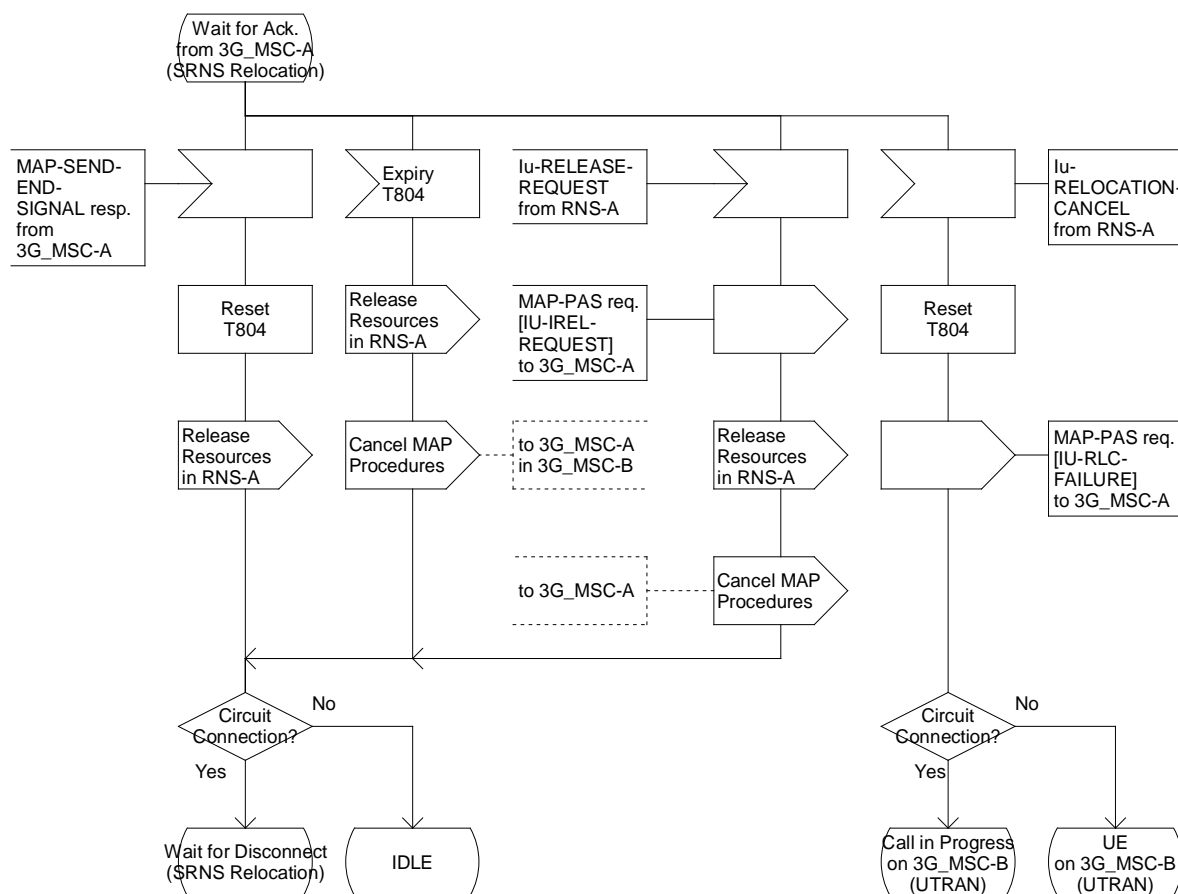 Wait for Ack.
from 3G_MSC-A
(SRNS Relocation)
MAP-SEND-
END-
SIGNAL resp.
from
3G_MSC-A
Expiry
T804
Iu-RELEASE-
REQUEST
from RNS-A
Iu-
RELOCATION-
CANCEL
from RNS-A
Reset
T804
Release
Resources
in RNS-A
MAP-PAS req.
[IU-IREL-
REQUEST]
to 3G_MSC-A
Reset
T804
Release
Resources
in RNS-A
Cancel MAP
Procedures
to 3G_MSC-A
in 3G_MSC-B
Release
Resources
in RNS-A
MAP-PAS req.
[IU-RLC-
FAILURE]
to 3G_MSC-A
to 3G_MSC-A
Cancel MAP
Procedures
Circuit
Connection?
No
Yes
Circuit
Connection?
No
Yes
Wait for Disconnect
(SRNS Relocation)
IDLE
Call in Progress
on 3G_MSC-B
(UTRAN)
UE
on 3G_MSC-B
(UTRAN)